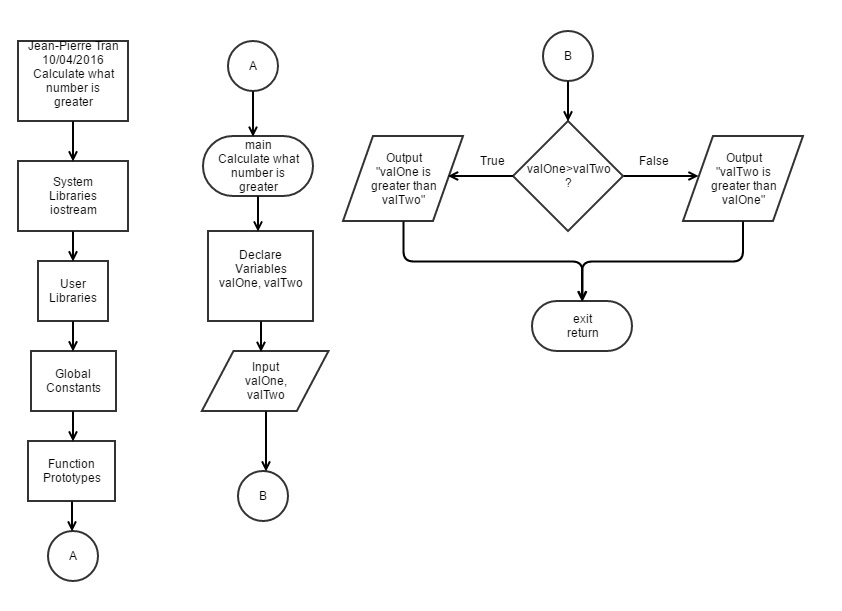 Jean-Pierre Tran
10/04/2016
Calculate what
number is
greater
System
Libraries
iostream
User
Libraries
Global
Constants
Function
Prototypes
A
A
main
Calculate what
number is
greater
Declare
Variables
valOne, valTwo
Input
valOne,
valTwo
B
B
valOne>valTwo
?
True
False
Output
"valOne is
greater than
valTwo"
Output
"valTwo is
greater than
valOne"
exit
return